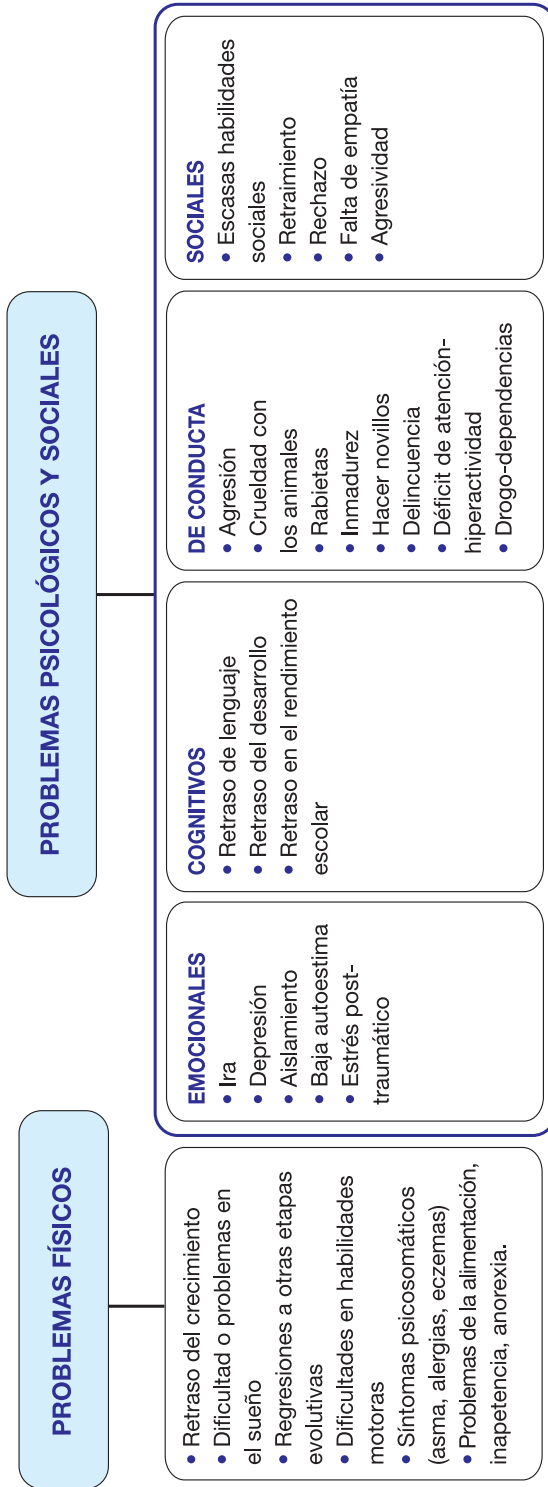 PROBLEMAS FÍSICOS
• Retraso del crecimiento
• Dificultad o problemas en
el sueño
• Regresiones a otras etapas
evolutivas
• Dificultades en habilidades
motoras
• Síntomas psicosomáticos
(asma, alergias, eczemas)
• Problemas de la alimentación,
inapetencia, anorexia.
PROBLEMAS PSICOLÓGICOS Y SOCIALES
EMOCIONALES
• Ira
• Depresión
• Aislamiento
• Baja autoestima
• Estrés post-
traumático
COGNITIVOS
• Retraso de lenguaje
• Retraso del desarrollo
• Retraso en el rendimiento
escolar
DE CONDUCTA
• Agresión
• Crueldad con
los animales
• Rabietas
• Inmadurez
• Hacer novillos
• Delincuencia
• Déficit de atención-
hiperactividad
• Drogo-dependencias
SOCIALES
• Escasas habilidades
sociales
• Retraimiento
• Rechazo
• Falta de empatía
• Agresividad